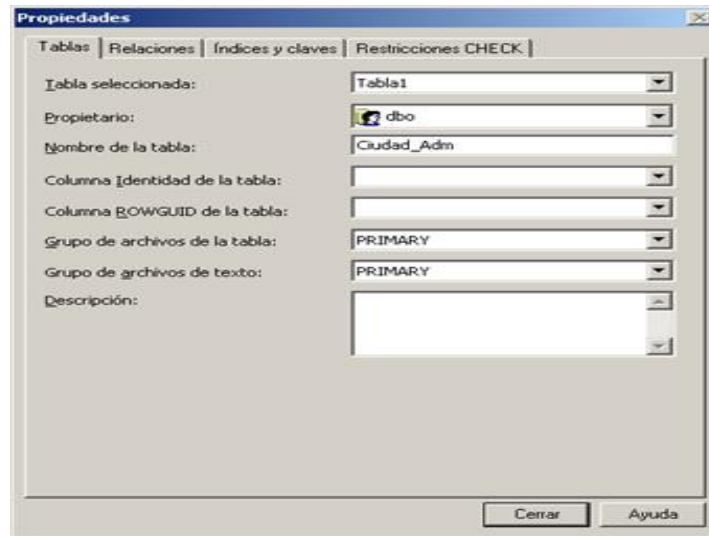 Propiedades
Tablas Relaciones Índices y claves Restricciones CHECK
Tabla seleccionada: Tabla1
Propietario: dbo
Nombre de la tabla: Ciudad_Adm
Columna Identidad de la tabla:
Columna ROWGUID de la tabla:
Grupo de archivos de la tabla: PRIMARY
Grupo de archivos de texto: PRIMARY
Descripción:
Cerrar Ayuda